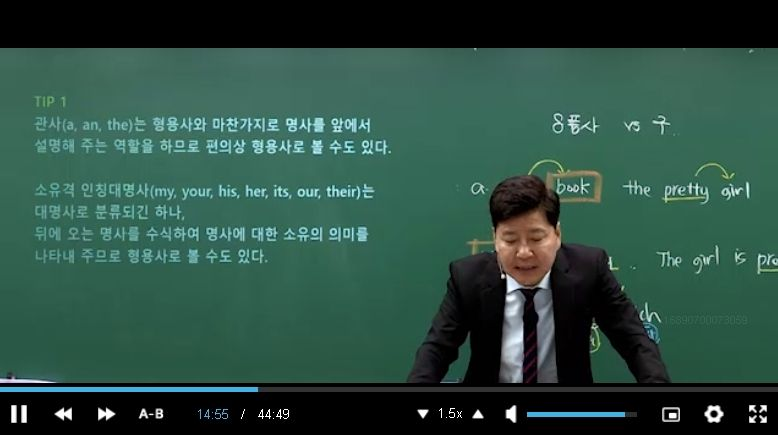 TIP 1
관사(a, an, the)는 형용사와 마찬가지로 명사를 앞에서
설명해 주는 역할을 하므로 편의상 형용사로 볼 수도 있다.
소유격 인칭대명사(my, your, his, her, its, our, their)는
대명사로 분류되긴 하나,
뒤에 오는 명사를 수식하여 명사에 대한 소유의 의미를
나타내 주므로 형용사로 볼 수도 있다.
8품사 vs 구
a book the pretty girl
The girl is pre
ch
16890700073059
A-B 14:55 / 44:49 1.5x